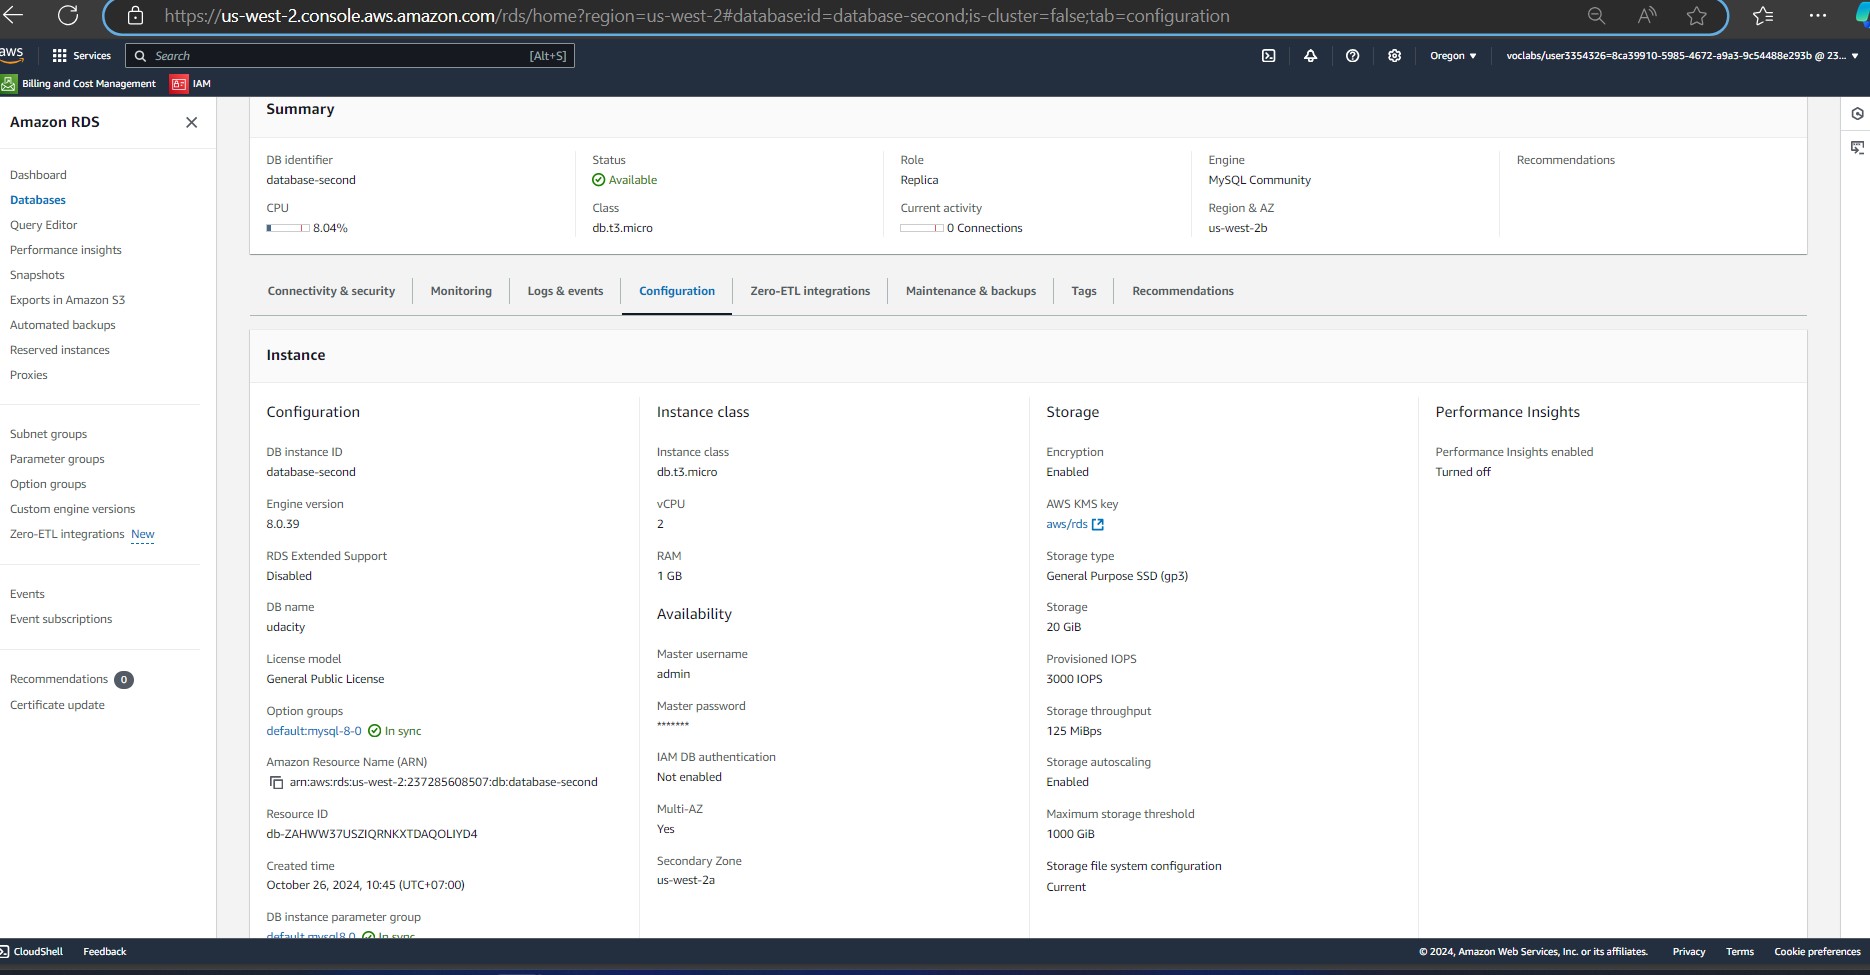 https://us-west-2.console.aws.amazon.com/rds/home?region=us-west-2#database:id=database-second;is-cluster=false;tab=configuration
aws
Services
Search
[Alt+S]
Oregon
voclabs/user3354326=8ca39910-5985-4672-a9a3-9c54488e293b @ 23...
Billing and Cost Management
IAM
Amazon RDS
Dashboard
Databases
Query Editor
Performance insights
Snapshots
Exports in Amazon S3
Automated backups
Reserved instances
Proxies
Subnet groups
Parameter groups
Option groups
Custom engine versions
Zero-ETL integrations New
Events
Event subscriptions
Recommendations 0
Certificate update
Summary
DB identifier
database-second
CPU
8.04%
Status
Available
Class
db.t3.micro
Role
Replica
Current activity
0 Connections
Engine
MySQL Community
Region & AZ
us-west-2b
Recommendations
Connectivity & security
Monitoring
Logs & events
Configuration
Zero-ETL integrations
Maintenance & backups
Tags
Recommendations
Instance
Configuration
DB instance ID
database-second
Engine version
8.0.39
RDS Extended Support
Disabled
DB name
udacity
License model
General Public License
Option groups
default:mysql-8-0 In sync
Amazon Resource Name (ARN)
arn:aws:rds:us-west-2:237285608507:db:database-second
Resource ID
db-ZAHWW37USZIQRNKXTDAQOLIYD4
Created time
October 26, 2024, 10:45 (UTC+07:00)
DB instance parameter group
default.mysql8.0 In sync
Instance class
Instance class
db.t3.micro
vCPU
2
RAM
1 GB
Availability
Master username
admin
Master password
*******
IAM DB authentication
Not enabled
Multi-AZ
Yes
Secondary Zone
us-west-2a
Storage
Encryption
Enabled
AWS KMS key
aws/rds
Storage type
General Purpose SSD (gp3)
Storage
20 GiB
Provisioned IOPS
3000 IOPS
Storage throughput
125 MiBps
Storage autoscaling
Enabled
Maximum storage threshold
1000 GiB
Storage file system configuration
Current
Performance Insights
Performance Insights enabled
Turned off
CloudShell
Feedback
© 2024, Amazon Web Services, Inc. or its affiliates.
Privacy
Terms
Cookie preferences